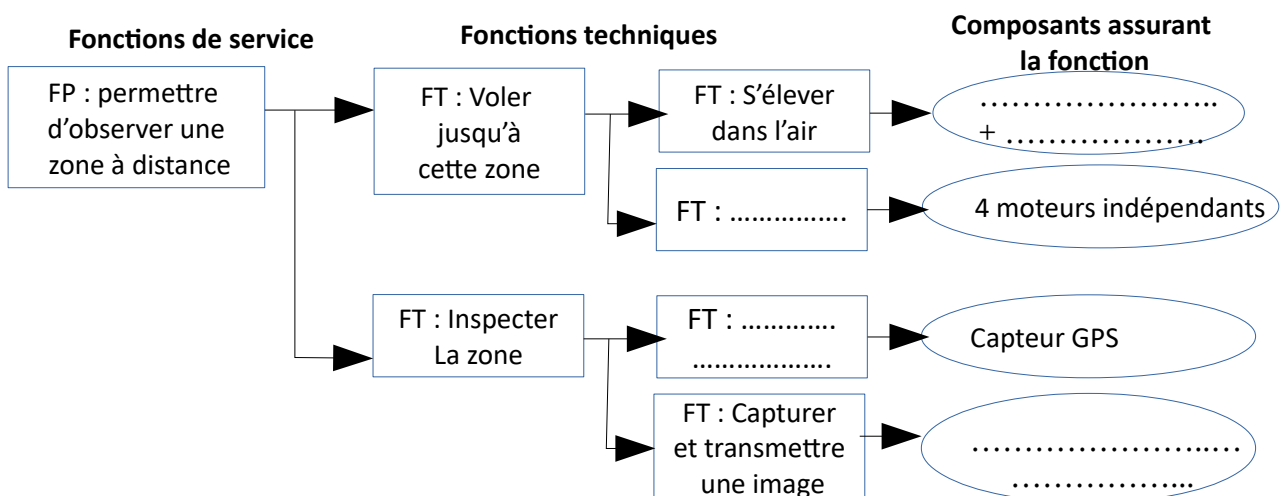 Fonctions de service
Fonctions techniques
Composants assurant
la fonction
FP : permettre
d'observer une
zone à distance
FT : Voler
jusqu'à
cette zone
FT : S'élever
dans l'air
........................
+ .....................
FT : ................
4 moteurs indépendants
FT : Inspecter
La zone
FT : .............
....................
Capteur GPS
FT : Capturer
et transmettre
une image
...........................
...................